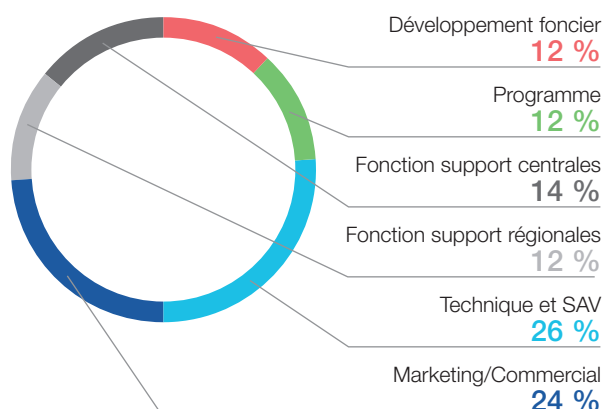 Développement foncier
12 %
Programme
12 %
Fonction support centrales
14 %
Fonction support régionales
12 %
Technique et SAV
26 %
Marketing/Commercial
24 %